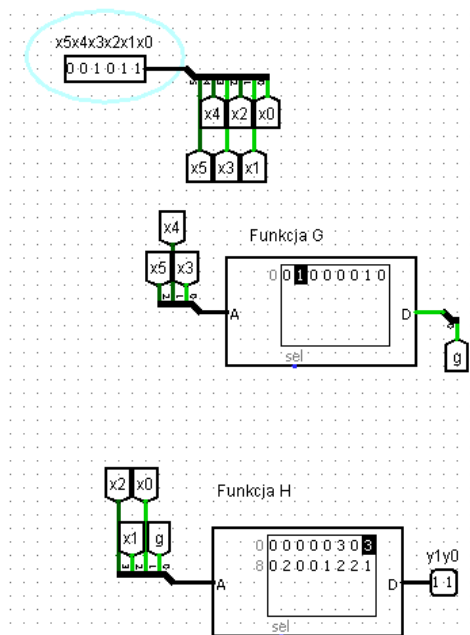 x5x4x3x2x1x0
0 0 1 0 1 1
x4 x2 x0
x5 x3 x1
x4
Funkcja G
x5 x3
0 0 1 0 0 0 0 1 0
A
D
sel
g
x2 x0
Funkcja H
x1 g
0 0 0 0 0 0 3 0 3
8 0 2 0 0 1 2 2 1
y1y0
A
D
1 1
sel